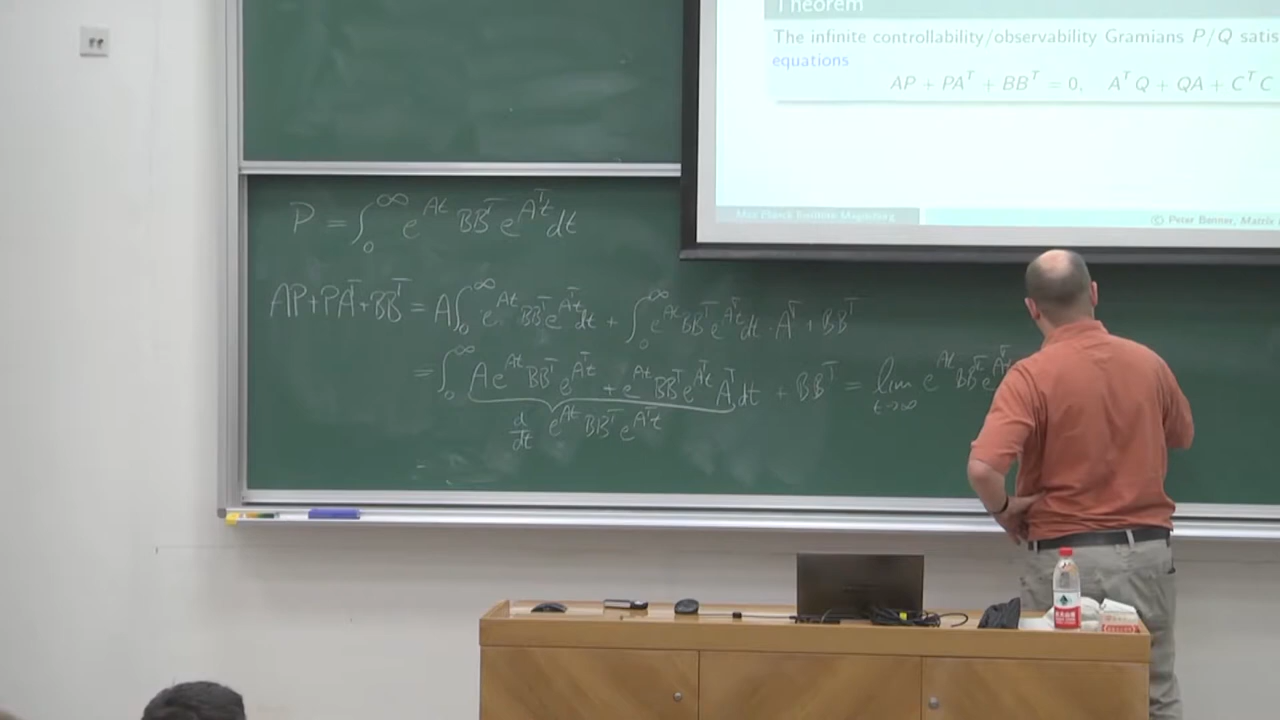 Theorem
The infinite controllability/observability Gramians P/Q satis
equations
AP + PA^T + BB^T = 0, A^T Q + QA + C^T C
Max Planck Institute Magdeburg
© Peter Benner, Matrix
P = ∫_0^∞ e^{At} BB^T e^{A^T t} dt
AP+PA^T+BB^T = A∫_0^∞ e^{At} BB^T e^{A^T t} dt + ∫_0^∞ e^{At} BB^T e^{A^T t} dt · A^T + BB^T
= ∫_0^∞ A e^{At} BB^T e^{A^T t} + e^{At} BB^T e^{A^T t} A^T dt + BB^T = lim_{t→∞} e^{At} BB^T e^{A^T
d/dt e^{At} BB^T e^{A^T t}
=